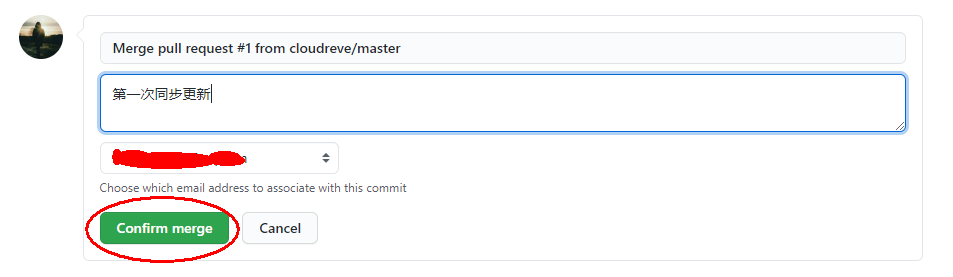 Merge pull request #1 from cloudreve/master
第一次同步更新
Choose which email address to associate with this commit
Confirm merge
Cancel